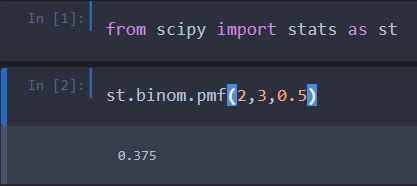 In [1]:
from scipy import stats as st
In [2]:
st.binom.pmf(2,3,0.5)
0.375